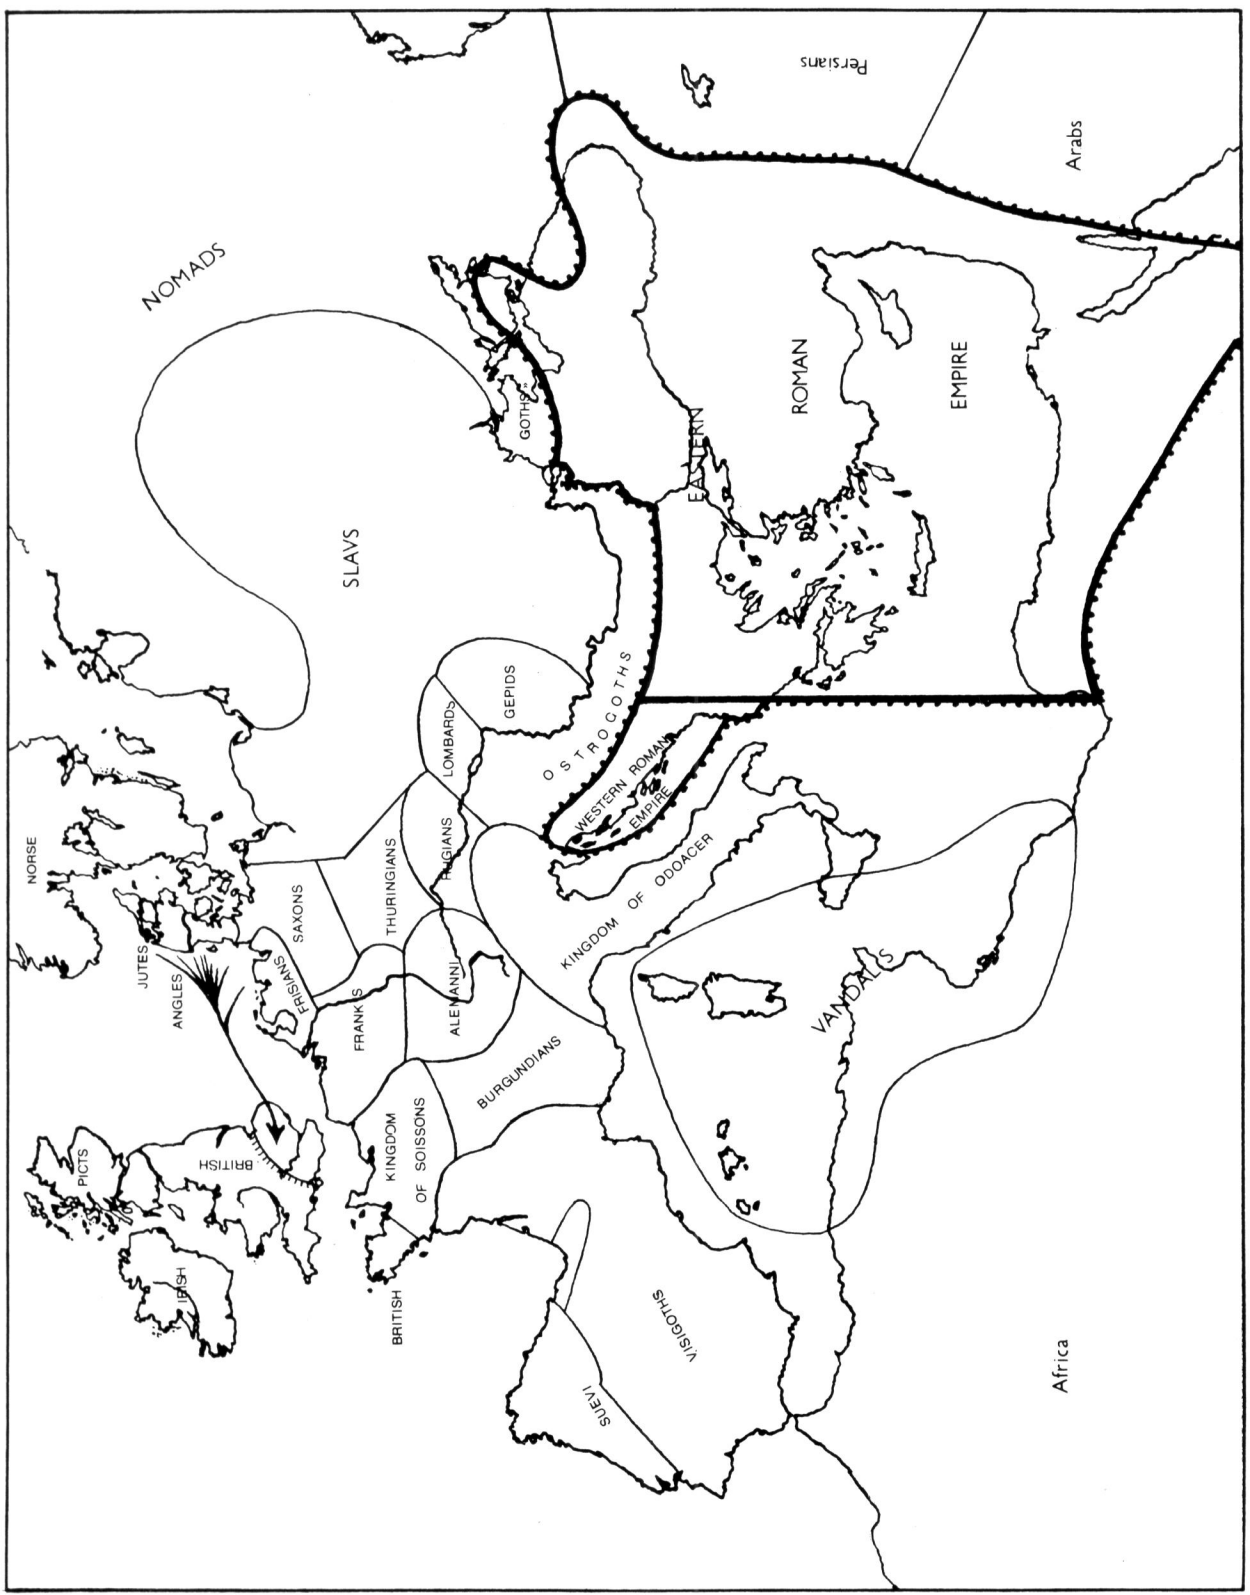 NORSE
NOMADS
SLAVS
JUTES
ANGLES
SAXONS
FRISIANS
THURINGIANS
RUGIANS
LOMBARDS
GEPIDS
OSTROGOTHS
GOTHS"
FRANKS
ALEMANNI
BURGUNDIANS
KINGDOM
OF SOISSONS
PICTS
IRISH
BRITISH
BRITISH
SUEVI
VISIGOTHS
WESTERN ROMAN
EMPIRE
KINGDOM OF ODOACER
VANDALS
EASTERN
ROMAN
EMPIRE
Persians
Arabs
Africa